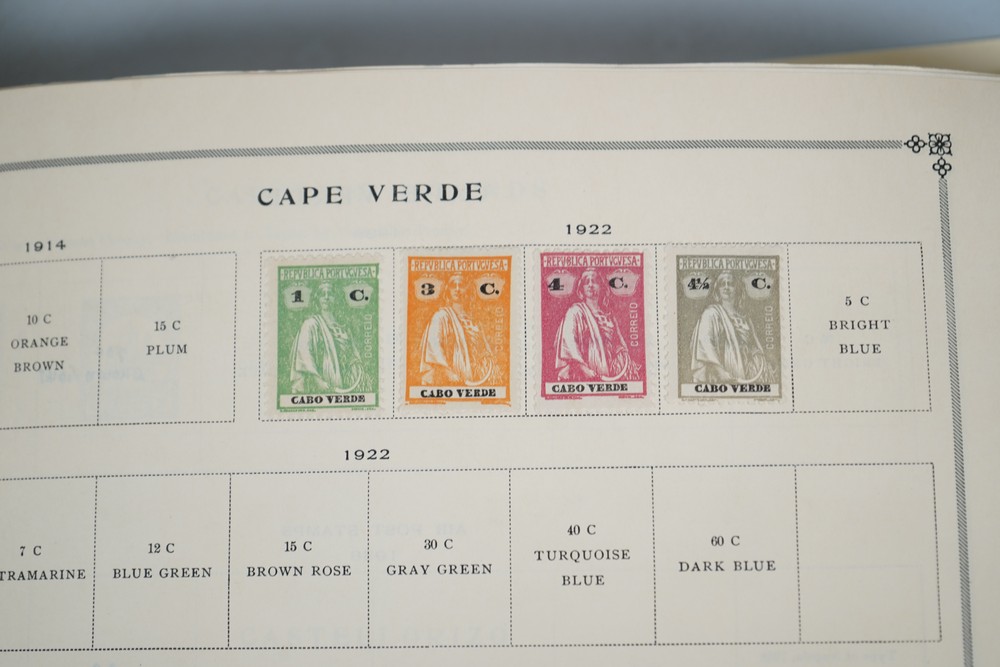 CAPE VERDE
1914
1922
10 C
ORANGE
BROWN
15 C
PLUM
REPUBLICA PORTUGUESA
1 C.
CORREIO
CABO VERDE
REPUBLICA PORTUGUESA
3 C.
CORREIO
CABO VERDE
REPUBLICA PORTUGUESA
4 C.
CORREIO
CABO VERDE
REPUBLICA PORTUGUESA
4½ C.
CORREIO
CABO VERDE
5 C
BRIGHT
BLUE
1922
7 C
TRAMARINE
12 C
BLUE GREEN
15 C
BROWN ROSE
30 C
GRAY GREEN
40 C
TURQUOISE
BLUE
60 C
DARK BLUE